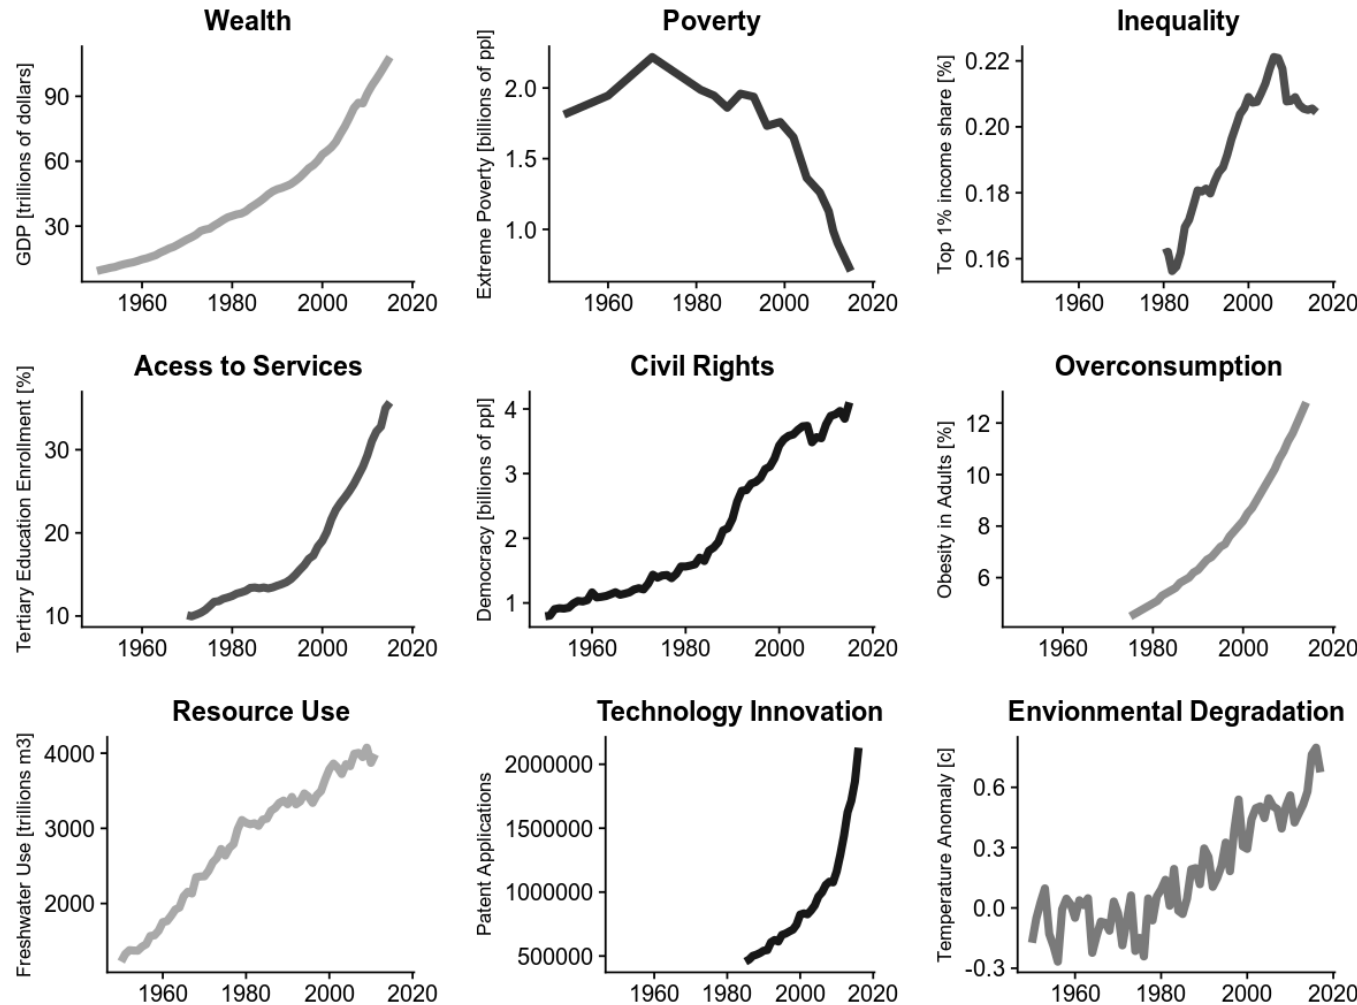 Wealth
GDP [trillions of dollars]
90
60
30
1960 1980 2000 2020
Poverty
Extreme Poverty [billions of ppl]
2.0
1.5
1.0
1960 1980 2000 2020
Inequality
Top 1% income share [%]
0.22
0.20
0.18
0.16
1960 1980 2000 2020
Acess to Services
Tertiary Education Enrollment [%]
30
20
10
1960 1980 2000 2020
Civil Rights
Democracy [billions of ppl]
4
3
2
1
1960 1980 2000 2020
Overconsumption
Obesity in Adults [%]
12
10
8
6
1960 1980 2000 2020
Resource Use
Freshwater Use [trillions m3]
4000
3000
2000
1960 1980 2000 2020
Technology Innovation
Patent Applications
2000000
1500000
1000000
500000
1960 1980 2000 2020
Envionmental Degradation
Temperature Anomaly [c]
0.6
0.3
0.0
-0.3
1960 1980 2000 2020